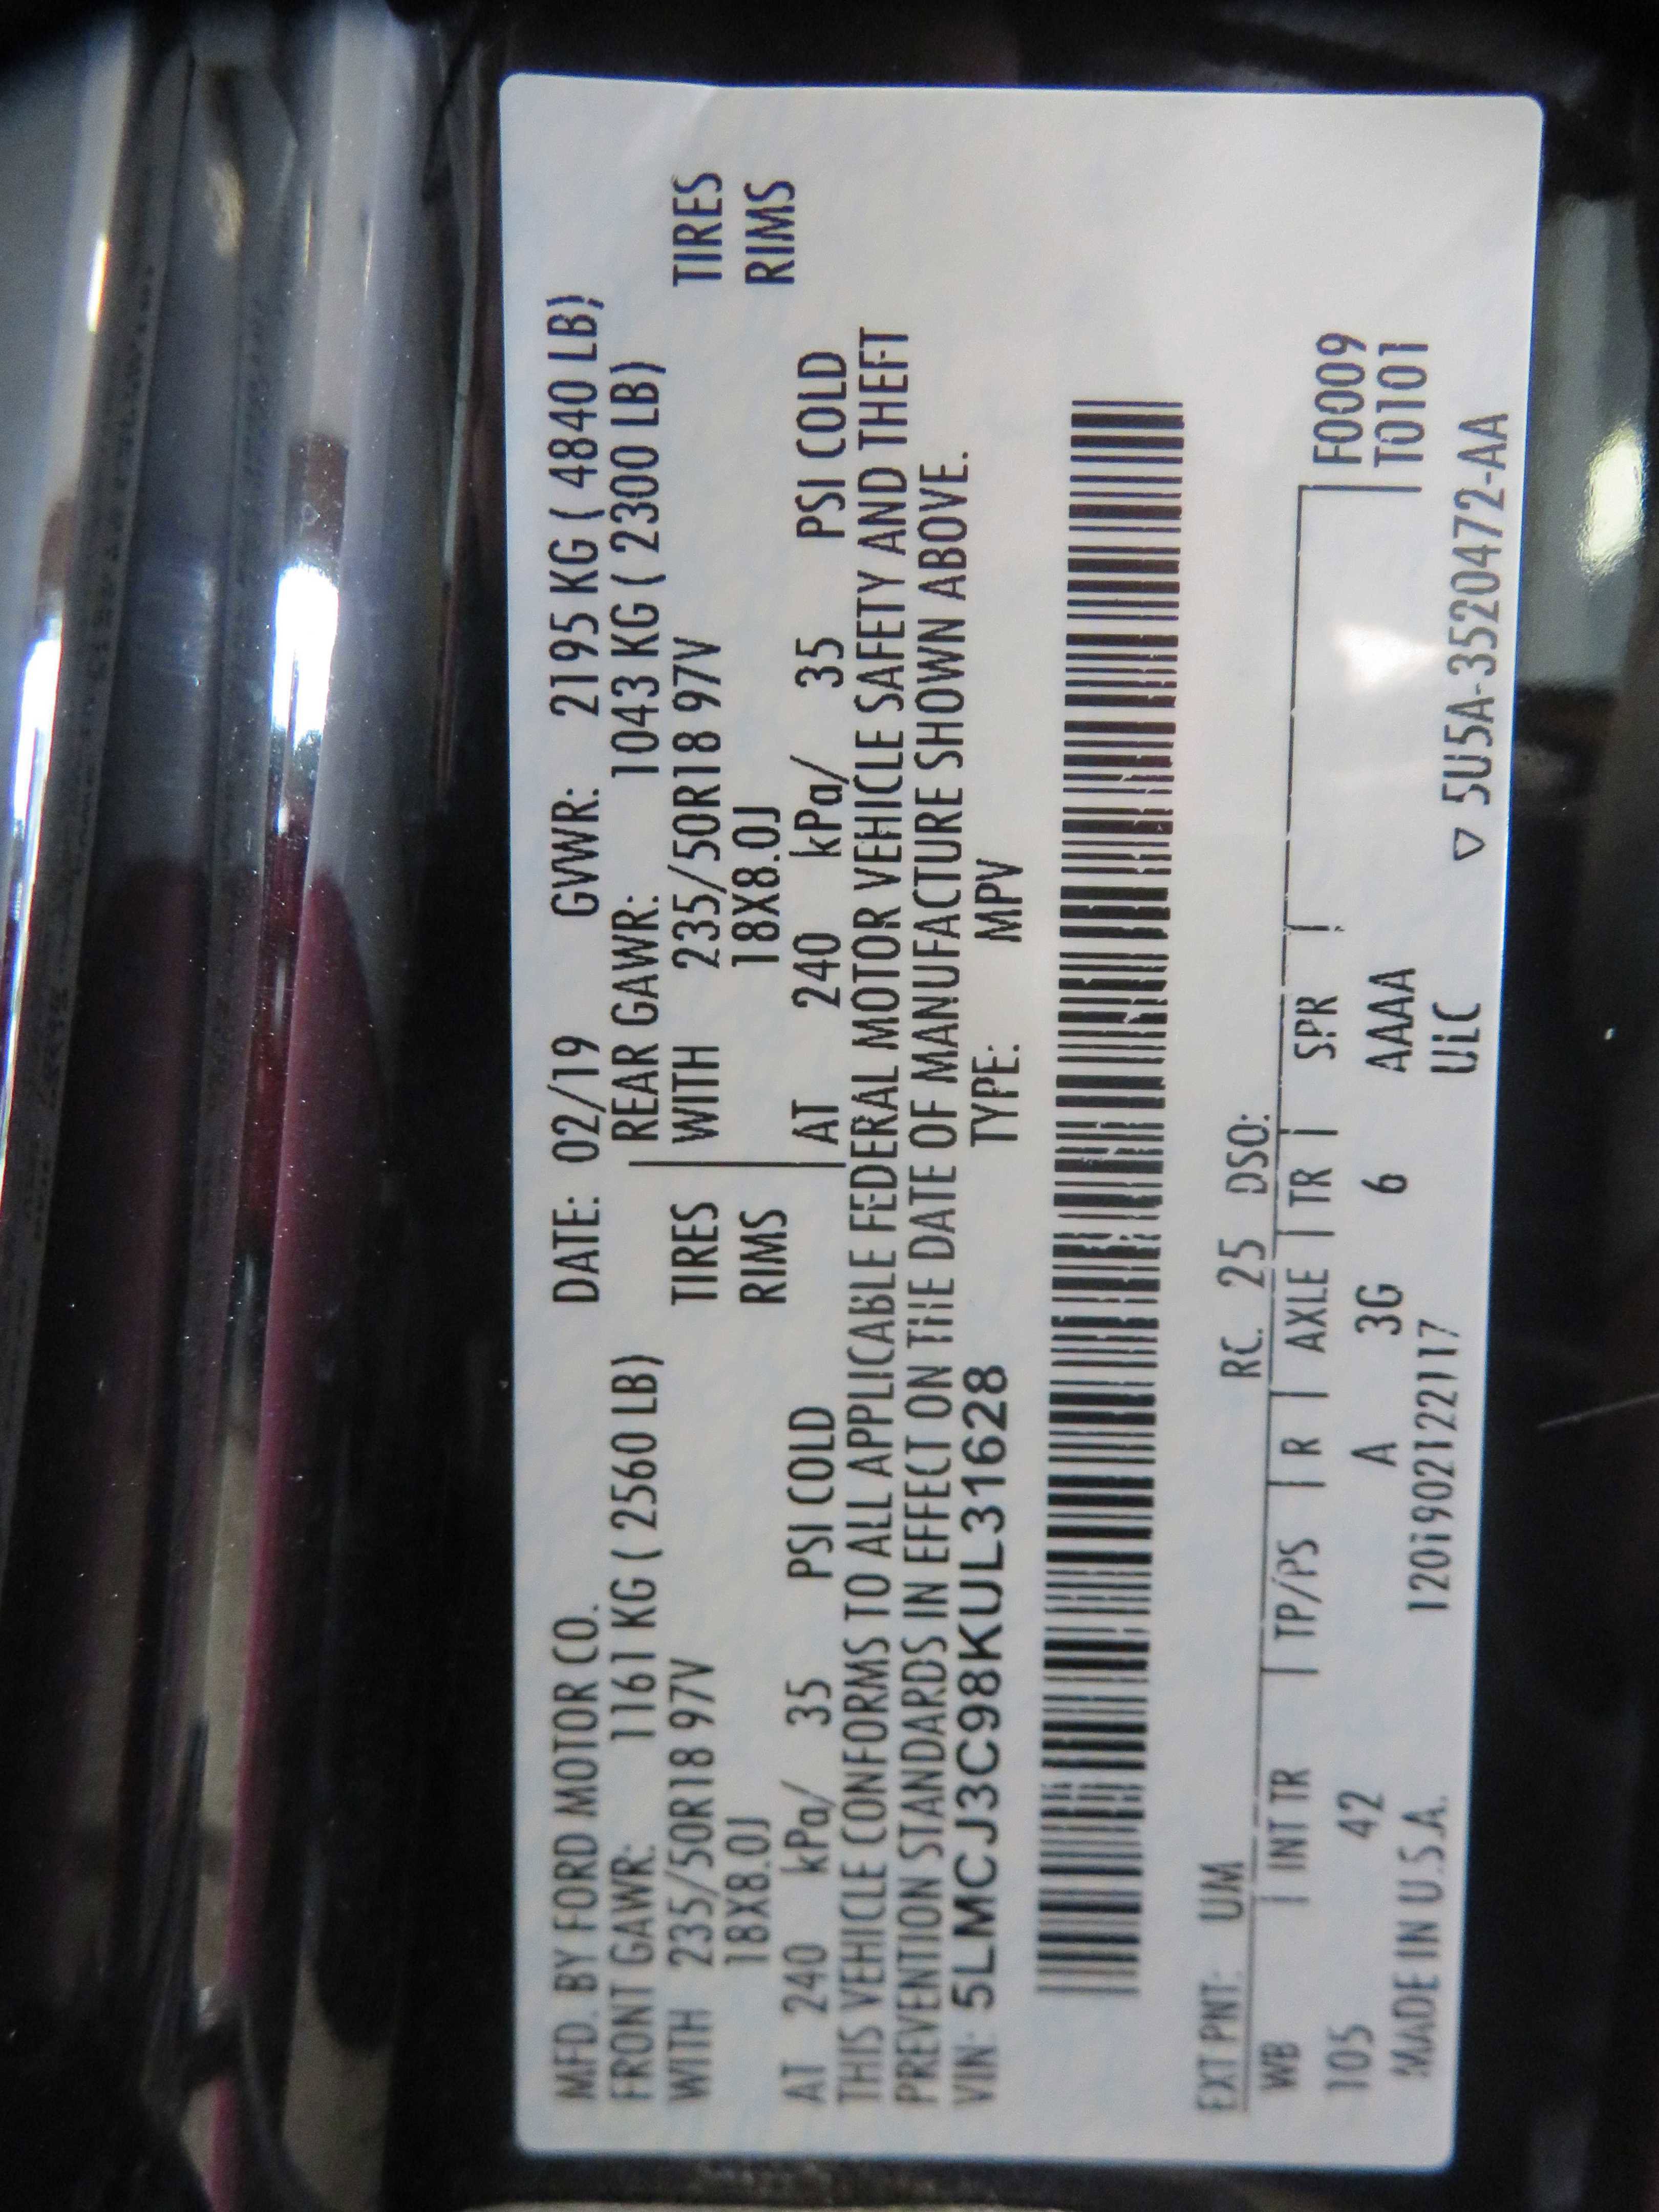 MFD. BY FORD MOTOR CO. DATE: 02/19 GVWR: 2195 KG ( 4840 LB)
FRONT GAWR: 1161 KG ( 2560 LB) REAR GAWR: 1043 KG ( 2300 LB)
WITH 235/50R18 97V TIRES WITH 235/50R18 97V TIRES
18X8.0J RIMS 18X8.0J RIMS
AT 240 kPa/ 35 PSI COLD AT 240 kPa/ 35 PSI COLD
THIS VEHICLE CONFORMS TO ALL APPLICABLE FEDERAL MOTOR VEHICLE SAFETY AND THEFT
PREVENTION STANDARDS IN EFFECT ON THE DATE OF MANUFACTURE SHOWN ABOVE.
VIN: 5LMCJ3C98KUL31628 TYPE: MPV
EXT PNT: UM RC: 25 DSO:
WB | INT TR | TP/PS | R | AXLE | TR | SPR | F0009
105 42 A 3G 6 AAAA T0101
MADE IN U.S.A. 1201902122117 ULC
▽ 5U5A-3520472-AA